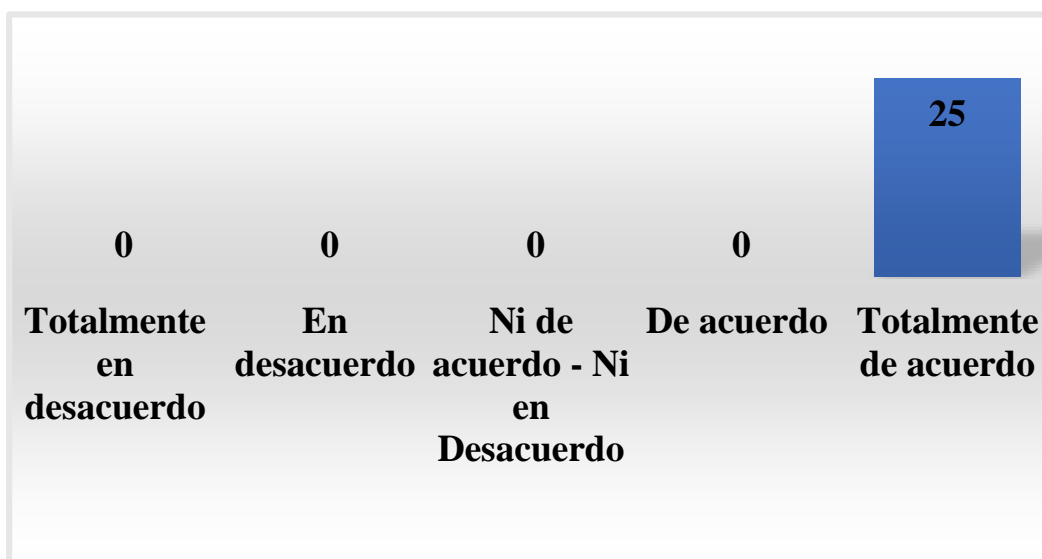 25
0
0
0
0
Totalmente
en
desacuerdo
En
desacuerdo
Ni de
acuerdo - Ni
en
Desacuerdo
De acuerdo
Totalmente
de acuerdo